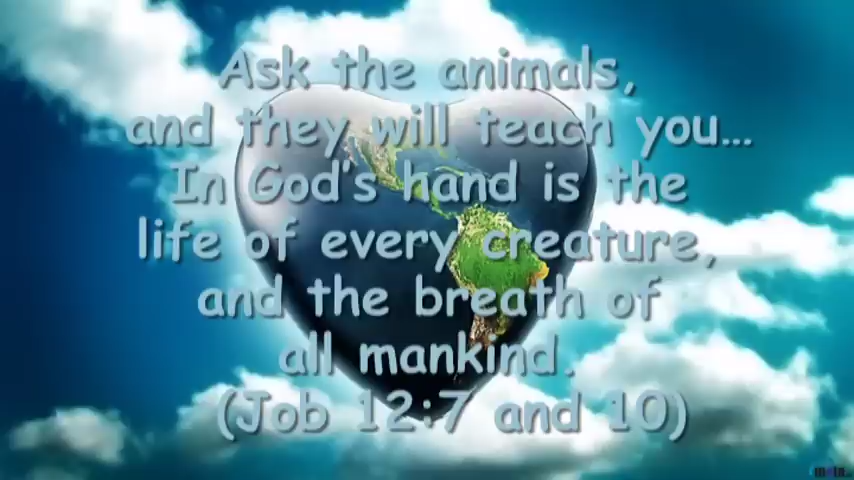 Ask the animals,
and they will teach you...
In God's hand is the
life of every creature,
and the breath of
all mankind.
(Job 12:7 and 10)